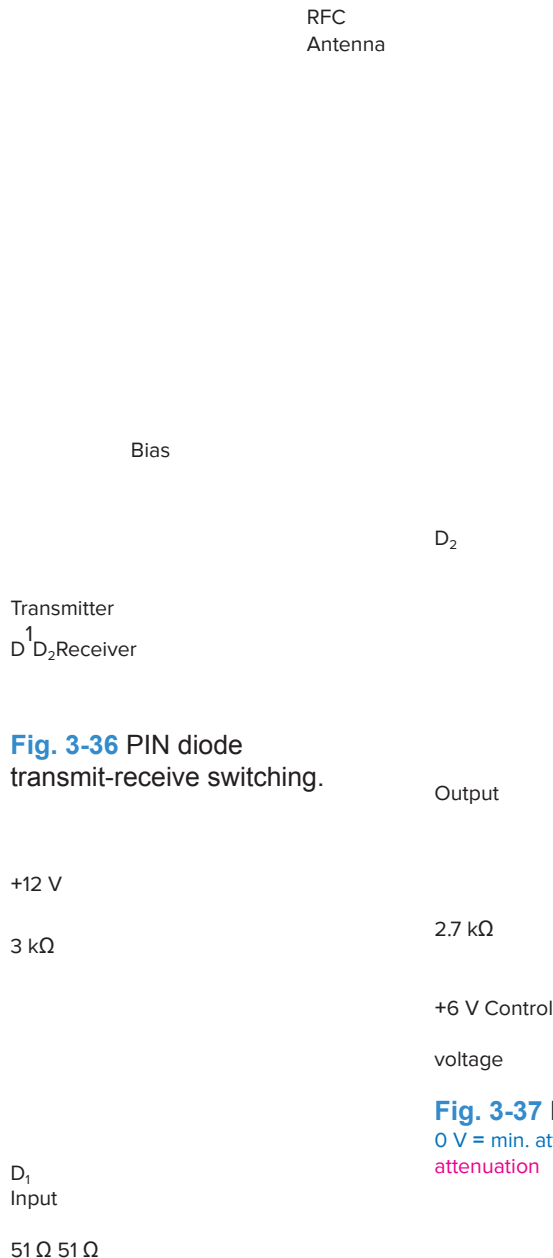 RFC
Antenna
Bias
Transmitter
D1D₂Receiver
Fig. 3-36 PIN diode
transmit-receive switching.
+12 V
3 kΩ
D₁
Input
51 Ω 51 Ω
D₂
Output
2.7 kΩ
+6 V Control
voltage
Fig. 3-37
0 V = min. at
attenuation